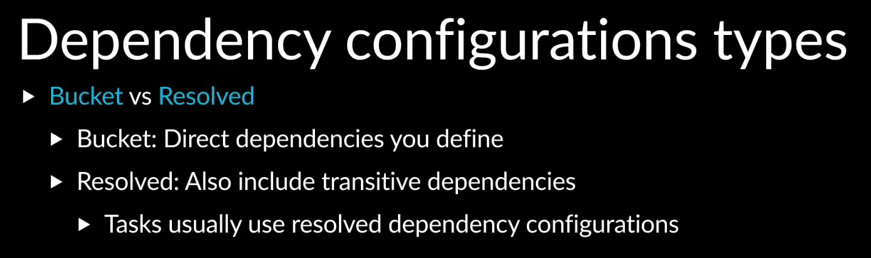 Dependency configurations types
Bucket vs Resolved
Bucket: Direct dependencies you define
Resolved: Also include transitive dependencies
Tasks usually use resolved dependency configurations